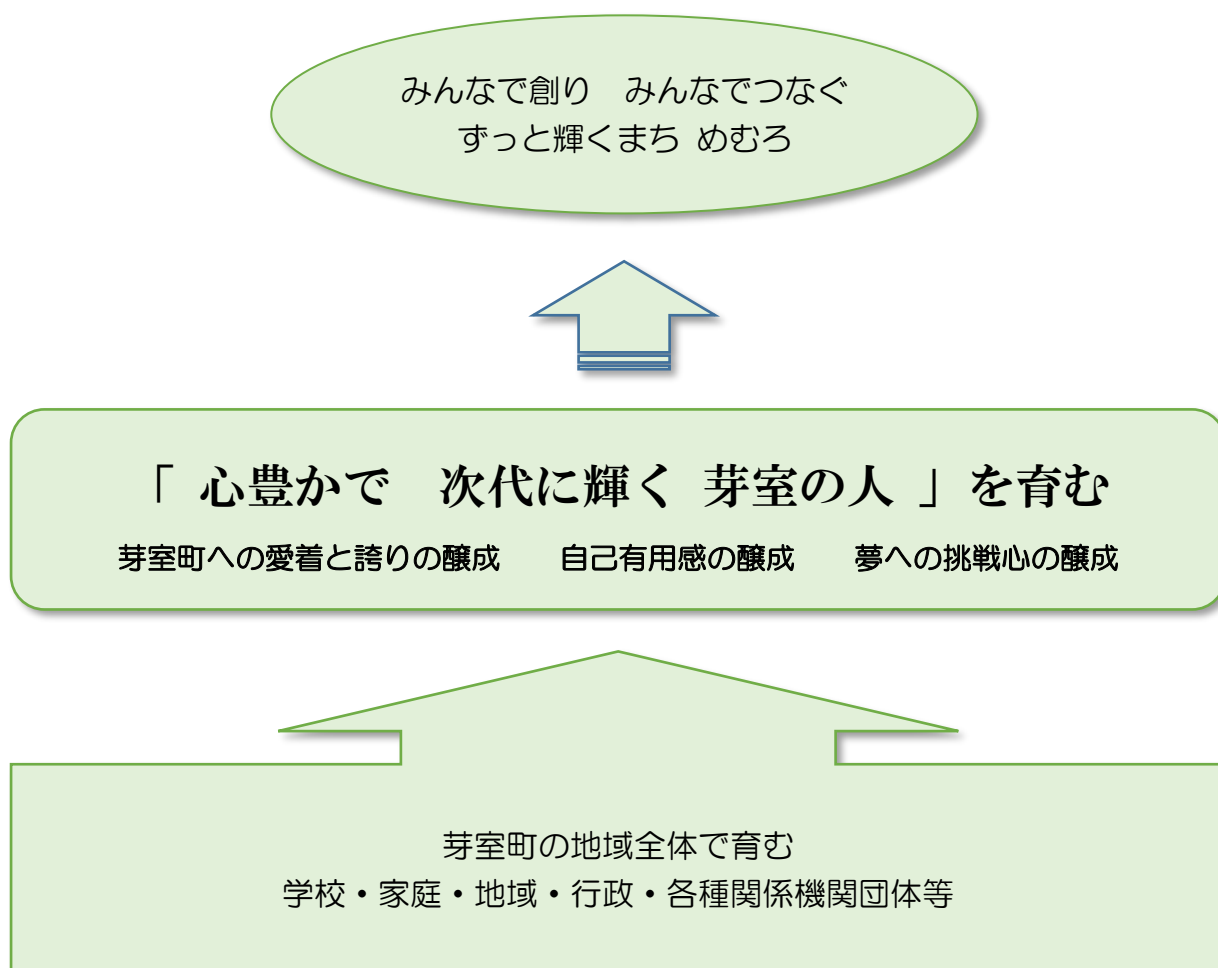 みんなで創り　みんなでつなぐ
ずっと輝くまち めむろ
「 心豊かで　次代に輝く 芽室の人 」を育む
芽室町への愛着と誇りの醸成　　自己有用感の醸成　　夢への挑戦心の醸成
芽室町の地域全体で育む
学校・家庭・地域・行政・各種関係機関団体等